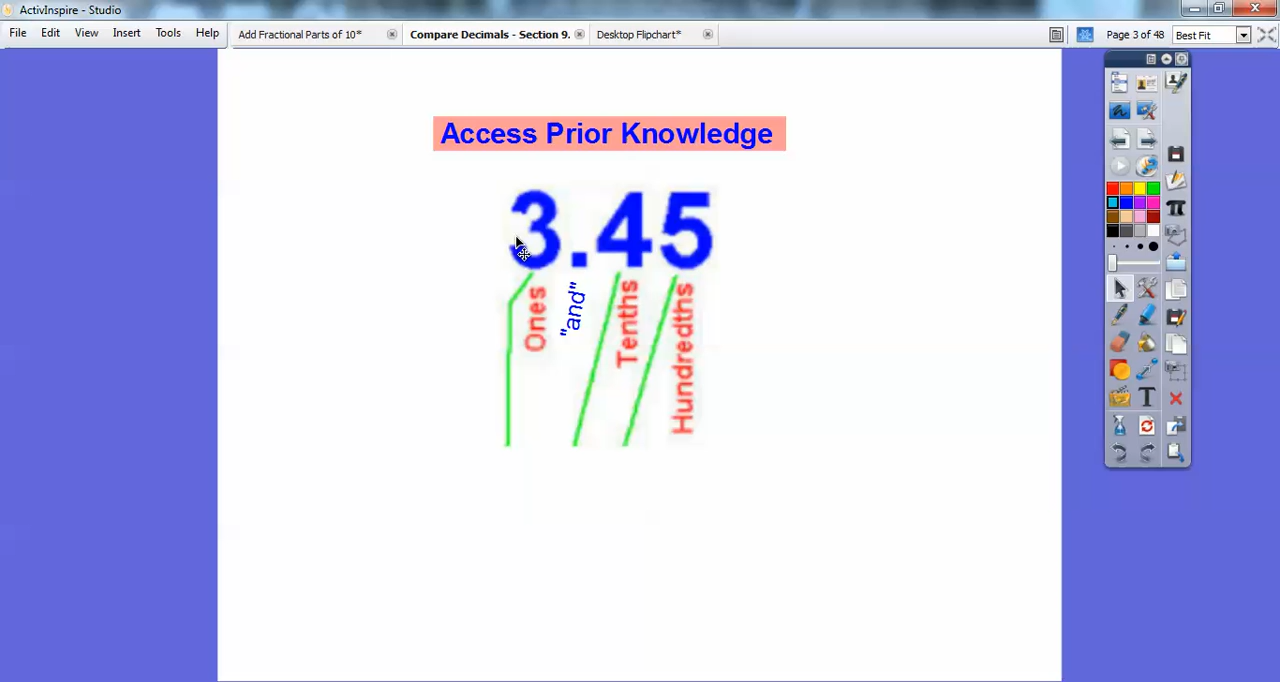 ActivInspire - Studio
File Edit View Insert Tools Help
Add Fractional Parts of 10* Compare Decimals - Section 9. Desktop Flipchart* Page 3 of 48 Best Fit
Access Prior Knowledge
3.45
Ones
"and"
Tenths
Hundredths